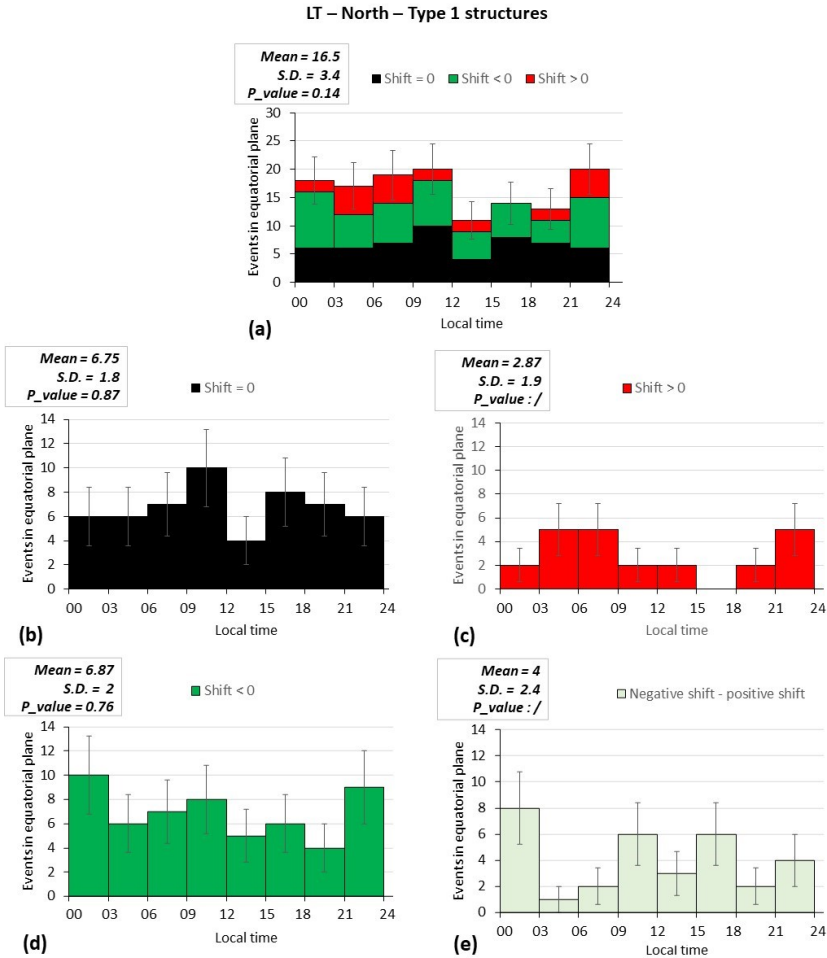 LT – North – Type 1 structures
Mean = 16.5
S.D. = 3.4
P_value = 0.14
Shift = 0 Shift < 0 Shift > 0
Events in equatorial plane
30
25
20
15
10
5
0
00 03 06 09 12 15 18 21 24
Local time
(a)
Mean = 6.75
S.D. = 1.8
P_value = 0.87
Shift = 0
Events in equatorial plane
14
12
10
8
6
4
2
0
00 03 06 09 12 15 18 21 24
Local time
(b)
Mean = 2.87
S.D. = 1.9
P_value : /
Shift > 0
Events in equatorial plane
14
12
10
8
6
4
2
0
00 03 06 09 12 15 18 21 24
Local time
(c)
Mean = 6.87
S.D. = 2
P_value = 0.76
Shift < 0
Events in equatorial plane
14
12
10
8
6
4
2
0
00 03 06 09 12 15 18 21 24
Local time
(d)
Mean = 4
S.D. = 2.4
P_value : /
Negative shift - positive shift
Events in equatorial plane
14
12
10
8
6
4
2
0
00 03 06 09 12 15 18 21 24
Local time
(e)